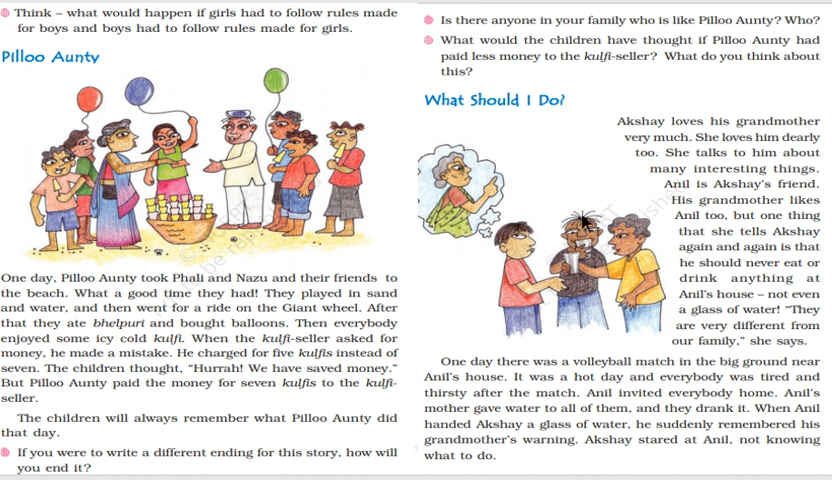 Think – what would happen if girls had to follow rules made
for boys and boys had to follow rules made for girls.
Pilloo Aunty
One day, Pilloo Aunty took Phali and Nazu and their friends to
the beach. What a good time they had! They played in sand
and water, and then went for a ride on the Giant wheel. After
that they ate bhelpuri and bought balloons. Then everybody
enjoyed some icy cold kulfi. When the kulfi-seller asked for
money, he made a mistake. He charged for five kulfis instead of
seven. The children thought, “Hurrah! We have saved money.”
But Pilloo Aunty paid the money for seven kulfis to the kulfi-
seller.
The children will always remember what Pilloo Aunty did
that day.
If you were to write a different ending for this story, how will
you end it?
Is there anyone in your family who is like Pilloo Aunty? Who?
What would the children have thought if Pilloo Aunty had
paid less money to the kulfi-seller? What do you think about
this?
What Should I Do?
Akshay loves his grandmother
very much. She loves him dearly
too. She talks to him about
many interesting things.
Anil is Akshay’s friend.
His grandmother likes
Anil too, but one thing
that she tells Akshay
again and again is that
he should never eat or
drink anything at
Anil’s house – not even
a glass of water! “They
are very different from
our family,” she says.
One day there was a volleyball match in the big ground near
Anil’s house. It was a hot day and everybody was tired and
thirsty after the match. Anil invited everybody home. Anil’s
mother gave water to all of them, and they drank it. When Anil
handed Akshay a glass of water, he suddenly remembered his
grandmother’s warning. Akshay stared at Anil, not knowing
what to do.